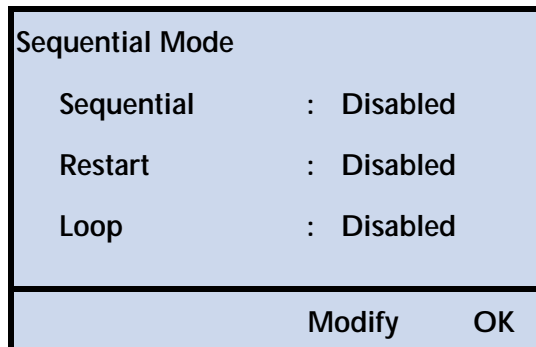 Sequential Mode
Sequential : Disabled
Restart : Disabled
Loop : Disabled
Modify OK